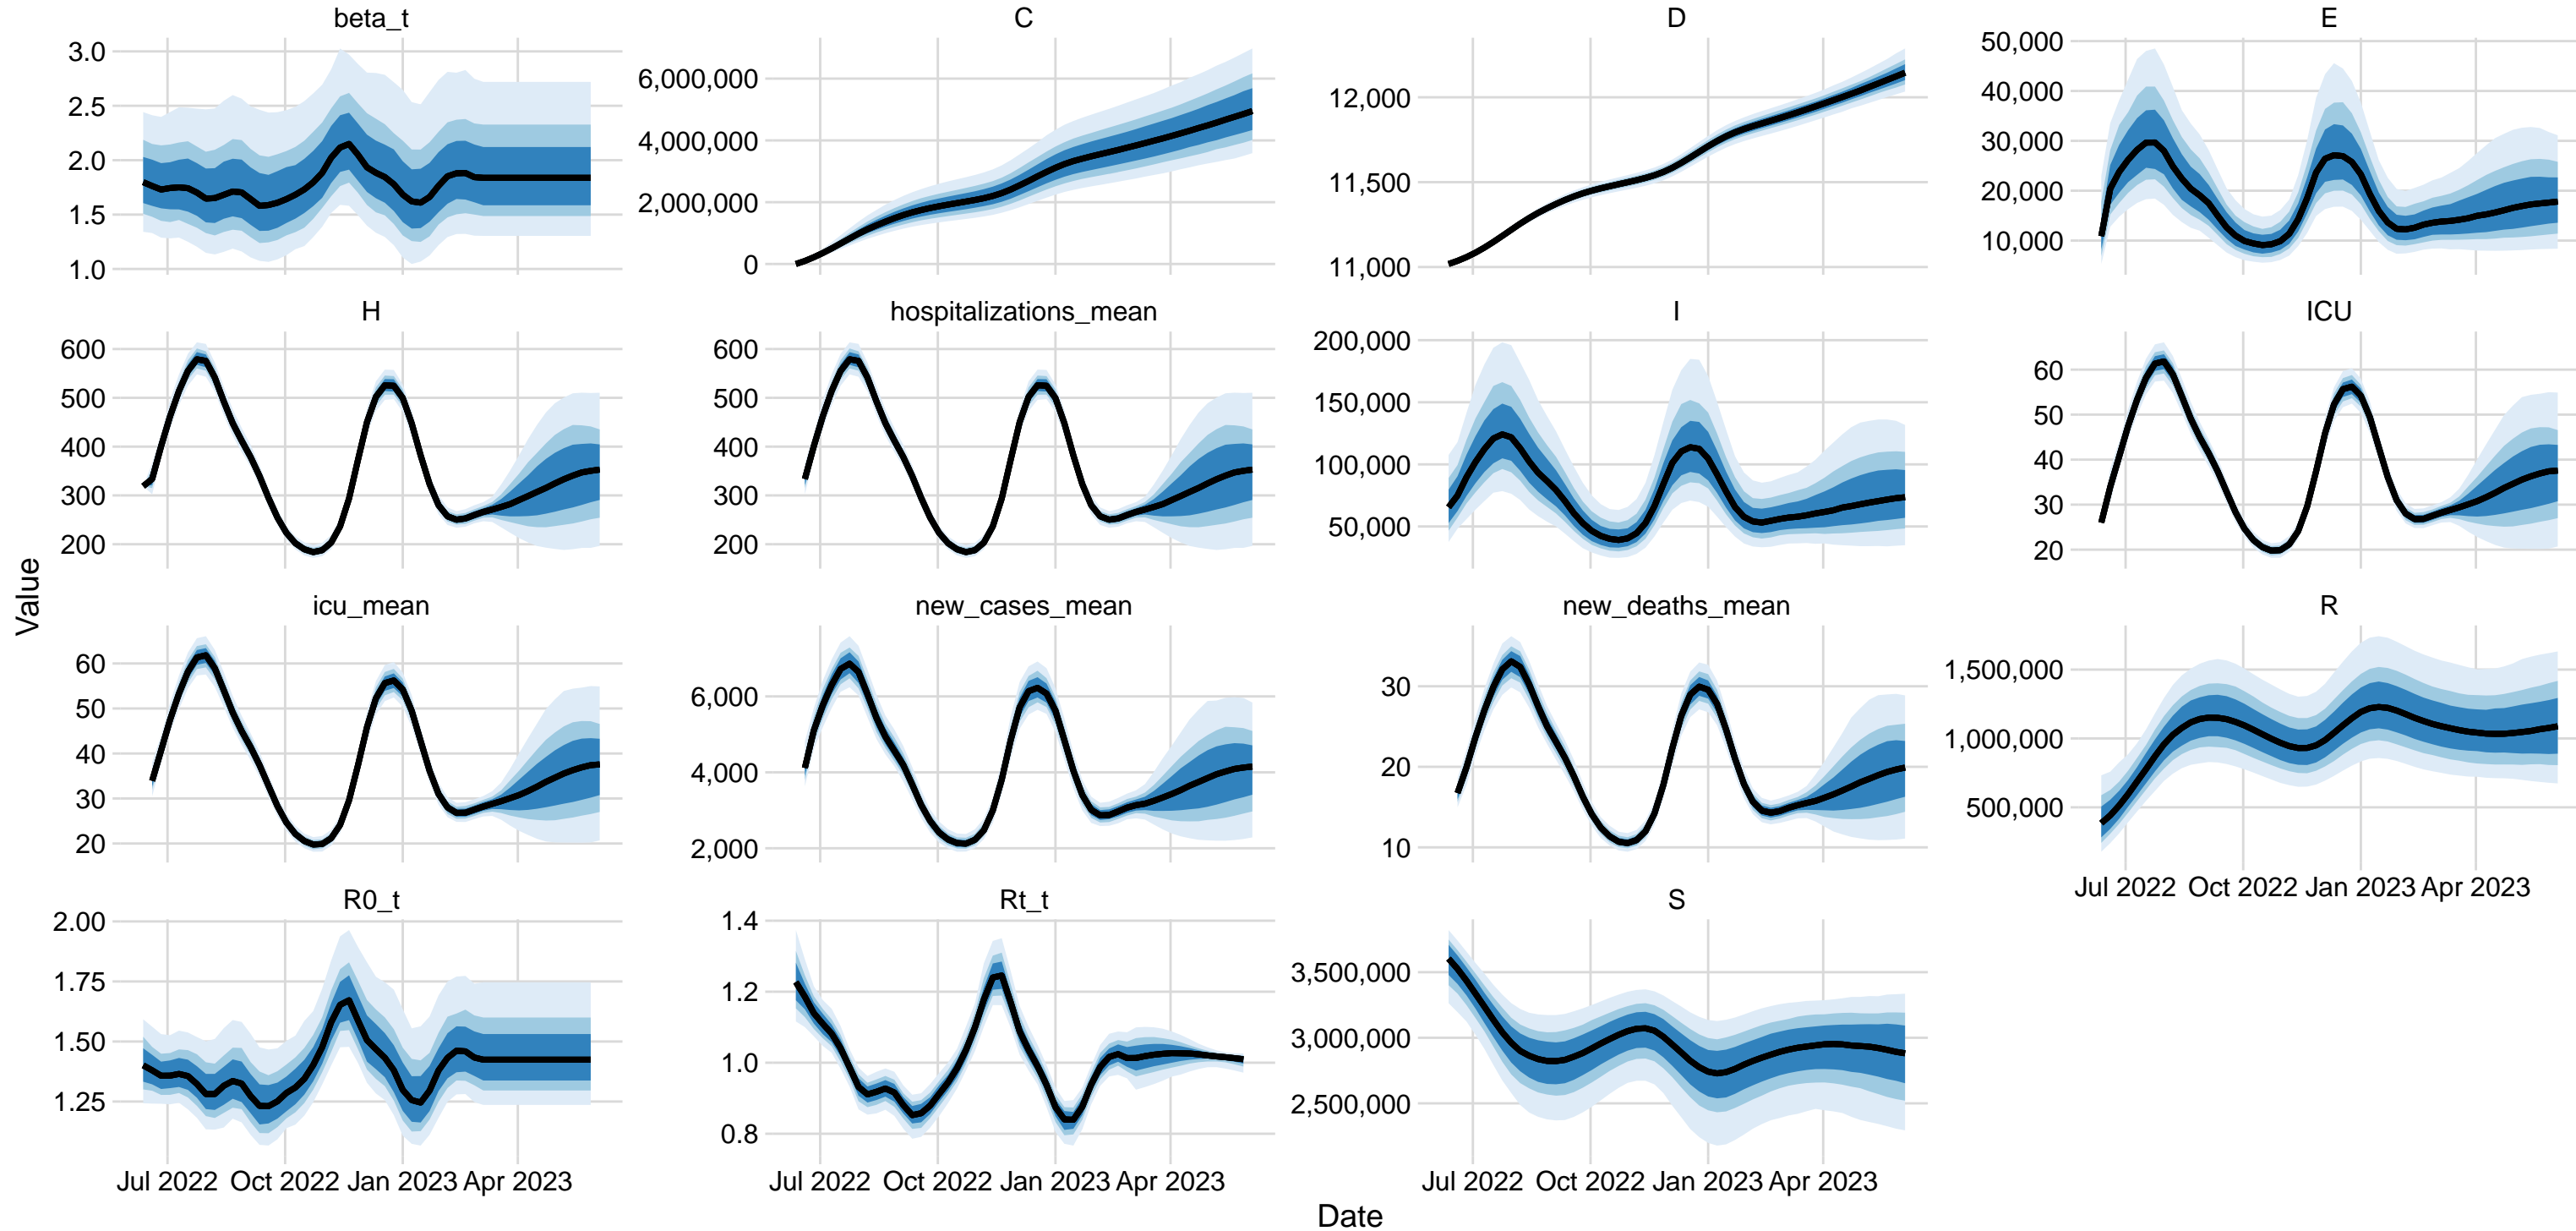 beta_t
C
D
E
3.0
2.5
2.0
1.5
1.0
6,000,000
4,000,000
2,000,000
0
12,000
11,500
11,000
50,000
40,000
30,000
20,000
10,000
H
hospitalizations_mean
I
ICU
600
500
400
300
200
600
500
400
300
200
200,000
150,000
100,000
50,000
60
50
40
30
20
icu_mean
new_cases_mean
new_deaths_mean
R
60
50
40
30
20
6,000
4,000
2,000
30
20
10
1,500,000
1,000,000
500,000
Jul 2022 Oct 2022 Jan 2023 Apr 2023
R0_t
Rt_t
S
2.00
1.75
1.50
1.25
1.4
1.2
1.0
0.8
3,500,000
3,000,000
2,500,000
Jul 2022 Oct 2022 Jan 2023 Apr 2023
Jul 2022 Oct 2022 Jan 2023 Apr 2023
Jul 2022 Oct 2022 Jan 2023 Apr 2023
Value
Date